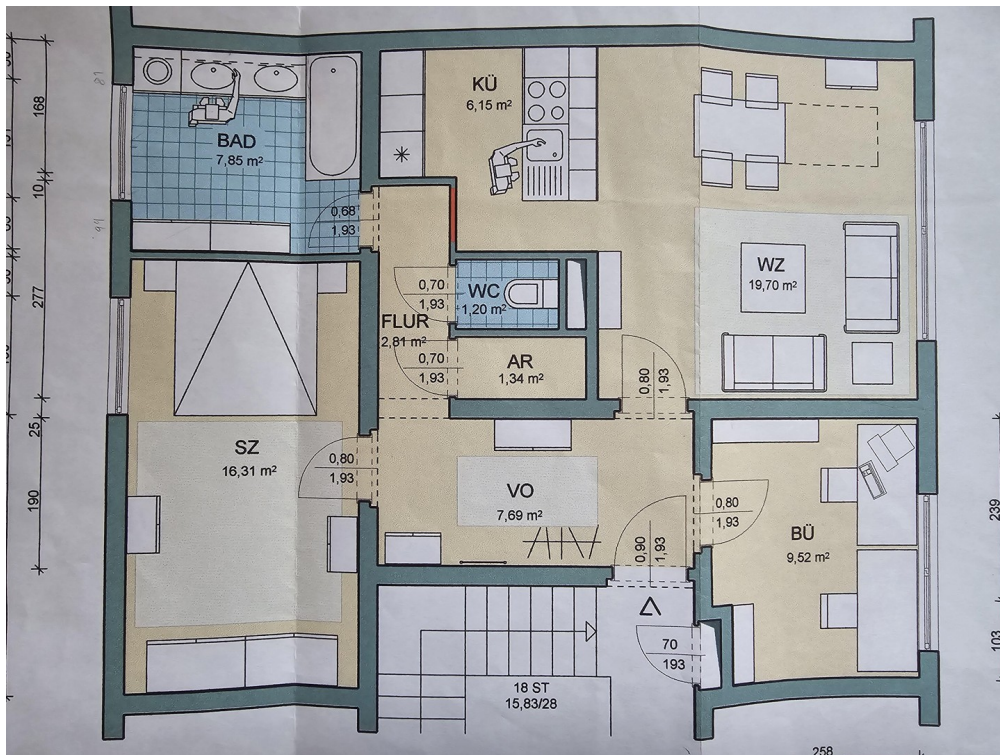 BAD
7,85 m²
KÜ
6,15 m²
0,68
1,93
WZ
19,70 m²
0,70
1,93
WC
1,20 m²
FLUR
2,81 m²
0,70
1,93
AR
1,34 m²
0,80
1,93
SZ
16,31 m²
0,80
1,93
VO
7,69 m²
0,90
1,93
0,80
1,93
BÜ
9,52 m²
70
193
18 ST
15,83/28
168
10
277
25
190
239
103
258
81